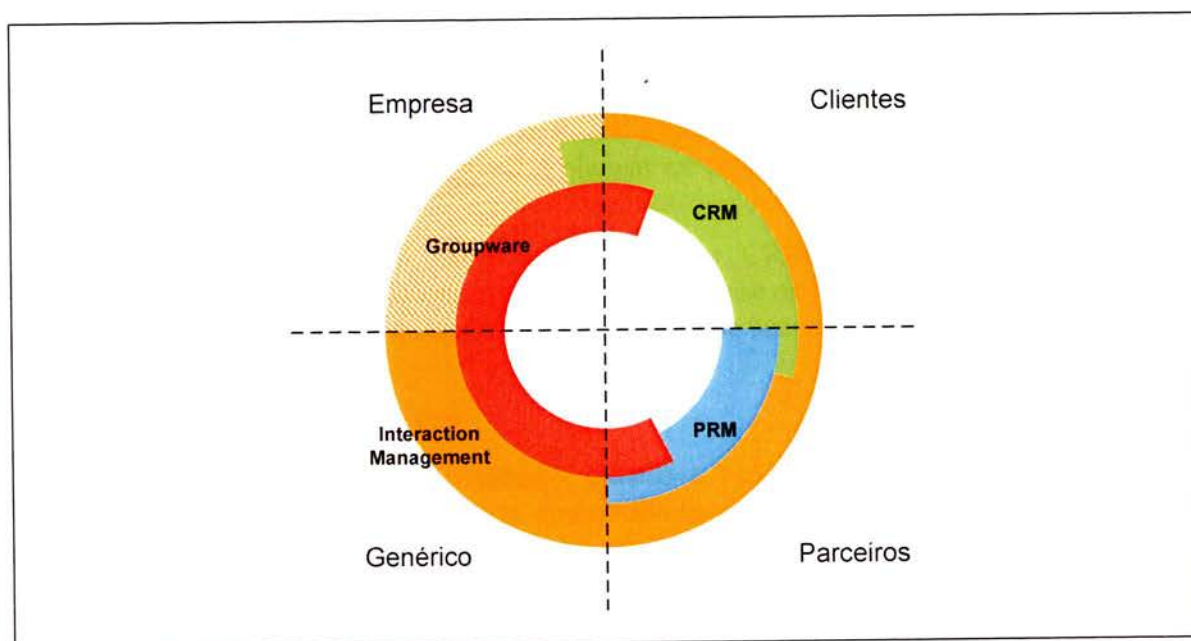 Empresa
Clientes
CRM
Groupware
PRM
Interaction
Management
Genérico
Parceiros